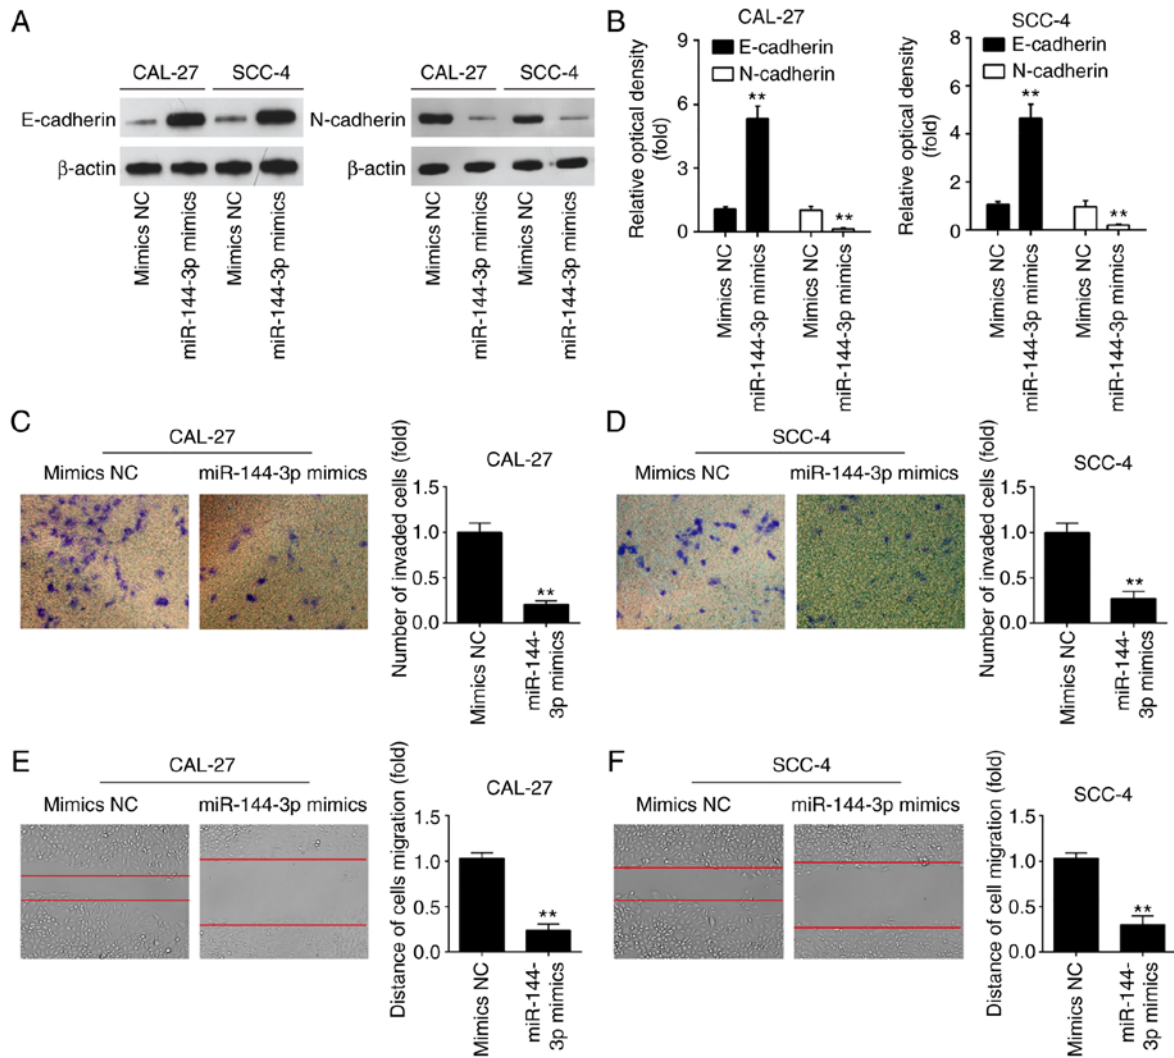 A
CAL-27 SCC-4
CAL-27 SCC-4
E-cadherin
N-cadherin
β-actin
β-actin
Mimics NC
miR-144-3p mimics
Mimics NC
miR-144-3p mimics
Mimics NC
miR-144-3p mimics
Mimics NC
miR-144-3p mimics
B
CAL-27
Relative optical density
(fold)
9
6
3
0
E-cadherin
N-cadherin
**
**
Mimics NC
miR-144-3p mimics
Mimics NC
miR-144-3p mimics
SCC-4
Relative optical density
(fold)
8
6
4
2
0
E-cadherin
N-cadherin
**
**
Mimics NC
miR-144-3p mimics
Mimics NC
miR-144-3p mimics
C
CAL-27
Mimics NC miR-144-3p mimics
CAL-27
Number of invaded cells (fold)
1.5
1.0
0.5
0.0
**
Mimics NC
miR-144-
3p mimics
D
SCC-4
Mimics NC miR-144-3p mimics
SCC-4
Number of invaded cells (fold)
1.5
1.0
0.5
0.0
**
Mimics NC
miR-144-
3p mimics
E
CAL-27
Mimics NC miR-144-3p mimics
CAL-27
Distance of cells migration (fold)
1.5
1.0
0.5
0.0
**
Mimics NC
miR-144-
3p mimics
F
SCC-4
Mimics NC miR-144-3p mimics
SCC-4
Distance of cell migration (fold)
1.5
1.0
0.5
0.0
**
Mimics NC
miR-144-
3p mimics